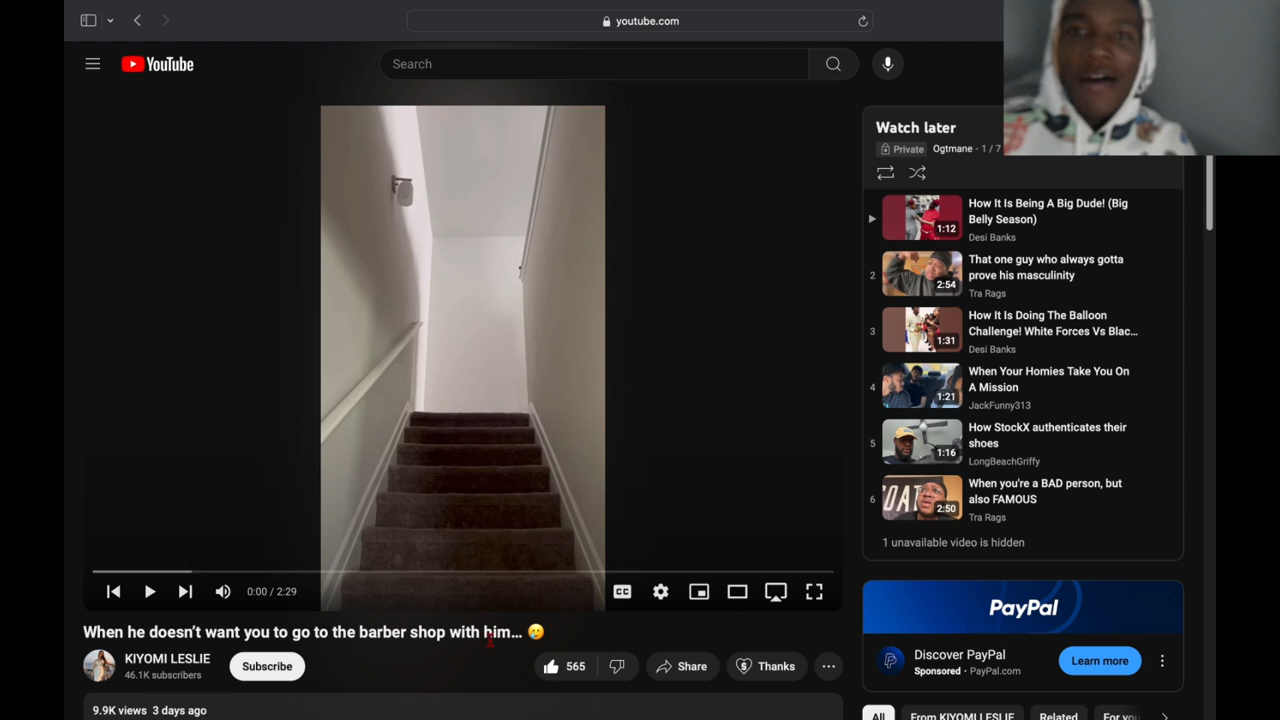 youtube.com
YouTube
Search
Watch later
Private Ogtmane - 1 / 7
How It Is Being A Big Dude! (Big
Belly Season)
Desi Banks
1:12
2
That one guy who always gotta
prove his masculinity
Tra Rags
2:54
3
How It Is Doing The Balloon
Challenge! White Forces Vs Blac...
Desi Banks
1:31
4
When Your Homies Take You On
A Mission
JackFunny313
1:21
5
How StockX authenticates their
shoes
LongBeachGriffy
1:16
6
When you're a BAD person, but
also FAMOUS
Tra Rags
2:50
1 unavailable video is hidden
0:00 / 2:29
CC
When he doesn’t want you to go to the barber shop with him... 🥲
KIYOMI LESLIE
46.1K subscribers
Subscribe
565
Share
Thanks
9.9K views 3 days ago
PayPal
Discover PayPal
Sponsored · PayPal.com
Learn more
All
From KIYOMI LESLIE
Related
For you